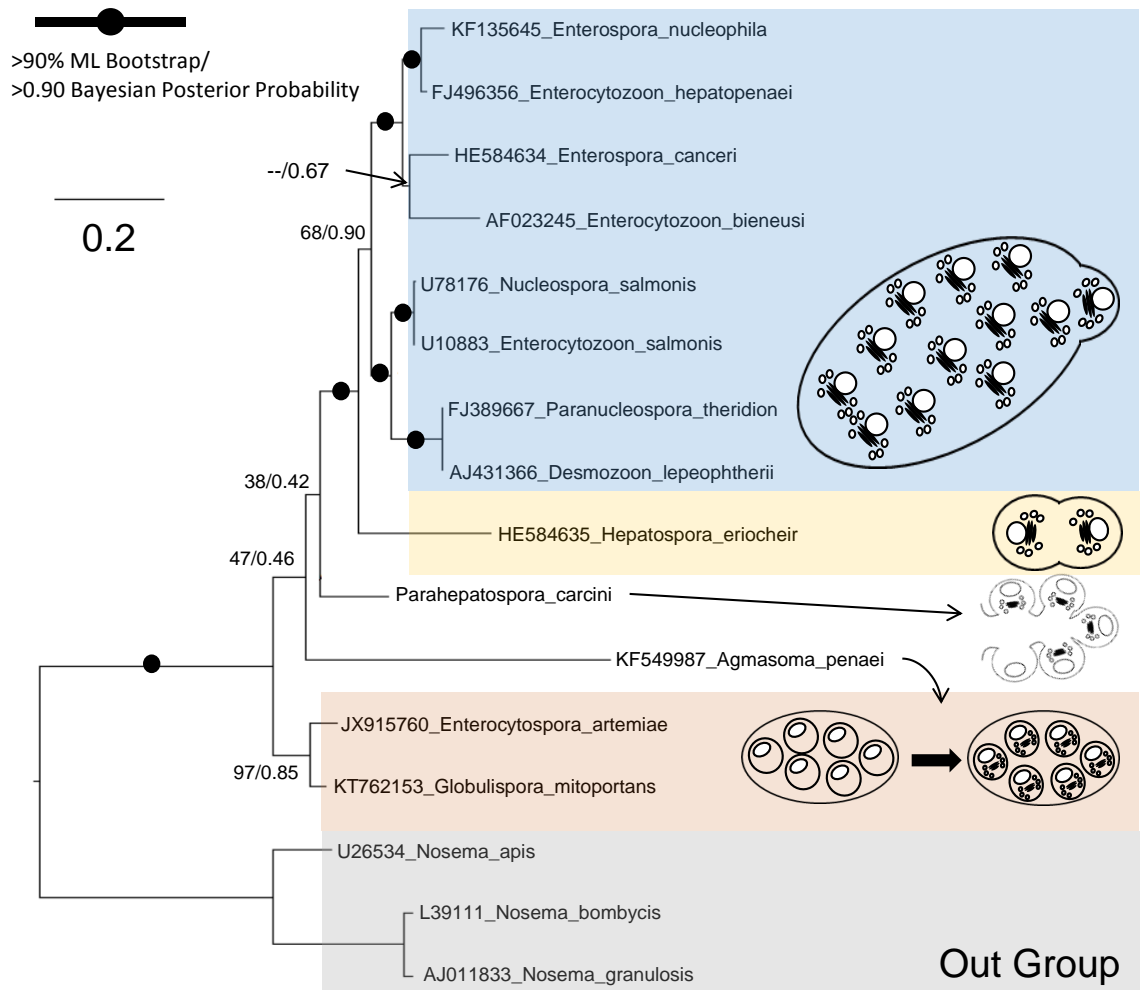 >90% ML Bootstrap/
>0.90 Bayesian Posterior Probability
0.2
KF135645_Enterospora_nucleophila
FJ496356_Enterocytozoon_hepatopenaei
HE584634_Enterospora_canceri
--/0.67
AF023245_Enterocytozoon_bieneusi
68/0.90
U78176_Nucleospora_salmonis
U10883_Enterocytozoon_salmonis
FJ389667_Paranucleospora_theridion
AJ431366_Desmozoon_lepeophtherii
38/0.42
HE584635_Hepatospora_eriocheir
47/0.46
Parahepatospora_carcini
KF549987_Agmasoma_penaei
JX915760_Enterocytospora_artemiae
97/0.85
KT762153_Globulispora_mitoportans
U26534_Nosema_apis
L39111_Nosema_bombycis
AJ011833_Nosema_granulosis
Out Group